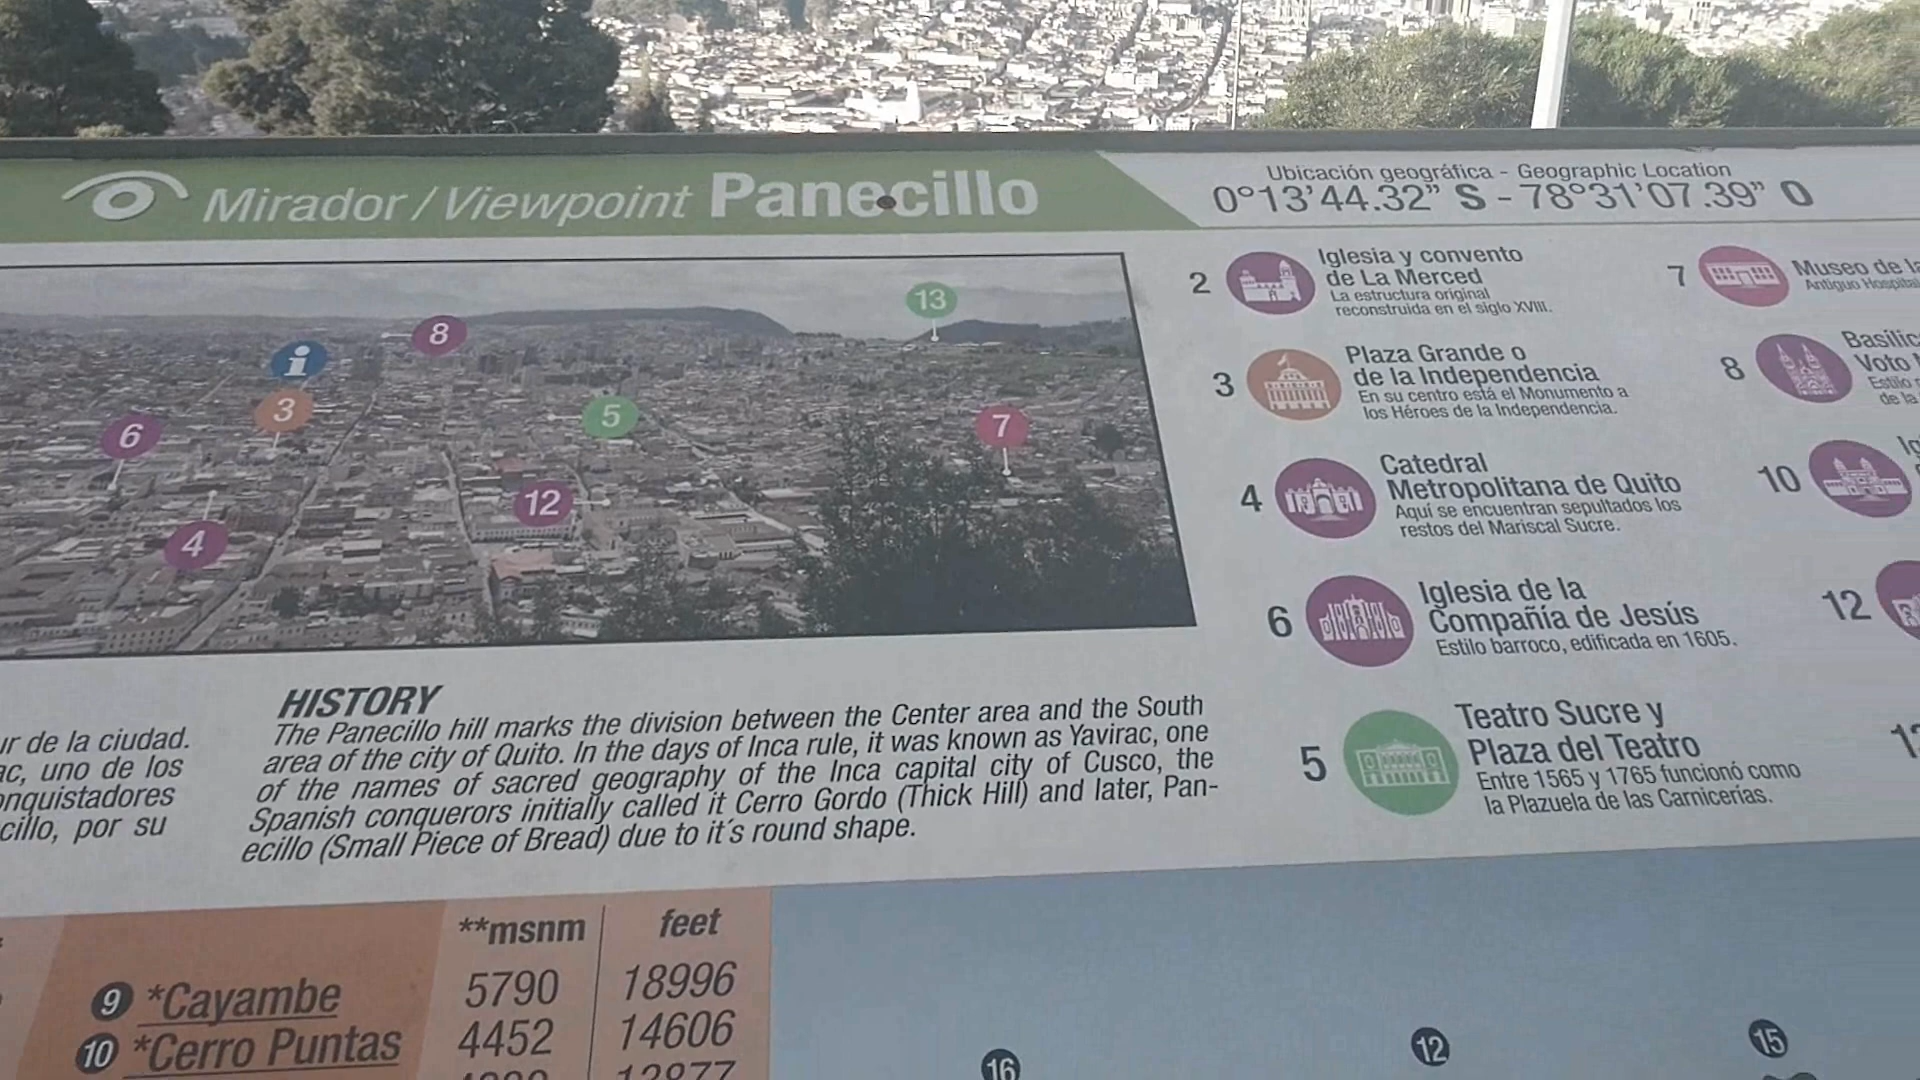 Mirador / Viewpoint Panecillo
Ubicación geográfica - Geographic Location
0°13'44.32” S - 78°31'07.39” O
13
8
i
3
5
6
7
12
4
2
Iglesia y convento
de La Merced
La estructura original
reconstruida en el siglo XVIII.
3
Plaza Grande o
de la Independencia
En su centro está el Monumento a
los Héroes de la Independencia.
4
Catedral
Metropolitana de Quito
Aquí se encuentran sepultados los
restos del Mariscal Sucre.
6
Iglesia de la
Compañía de Jesús
Estilo barroco, edificada en 1605.
5
Teatro Sucre y
Plaza del Teatro
Entre 1565 y 1765 funcionó como
la Plazuela de las Carnicerías.
7
Museo de la
Antiguo Hospital
8
Voto
Estilo
de la
10
12
ur de la ciudad.
ac, uno de los
onquistadores
cillo, por su
HISTORY
The Panecillo hill marks the division between the Center area and the South
area of the city of Quito. In the days of Inca rule, it was known as Yavirac, one
of the names of sacred geography of the Inca capital city of Cusco, the
Spanish conquerors initially called it Cerro Gordo (Thick Hill) and later, Pan-
ecillo (Small Piece of Bread) due to it´s round shape.
**msnm feet
9 *Cayambe 5790 18996
10 *Cerro Puntas 4452 14606
16
12
15